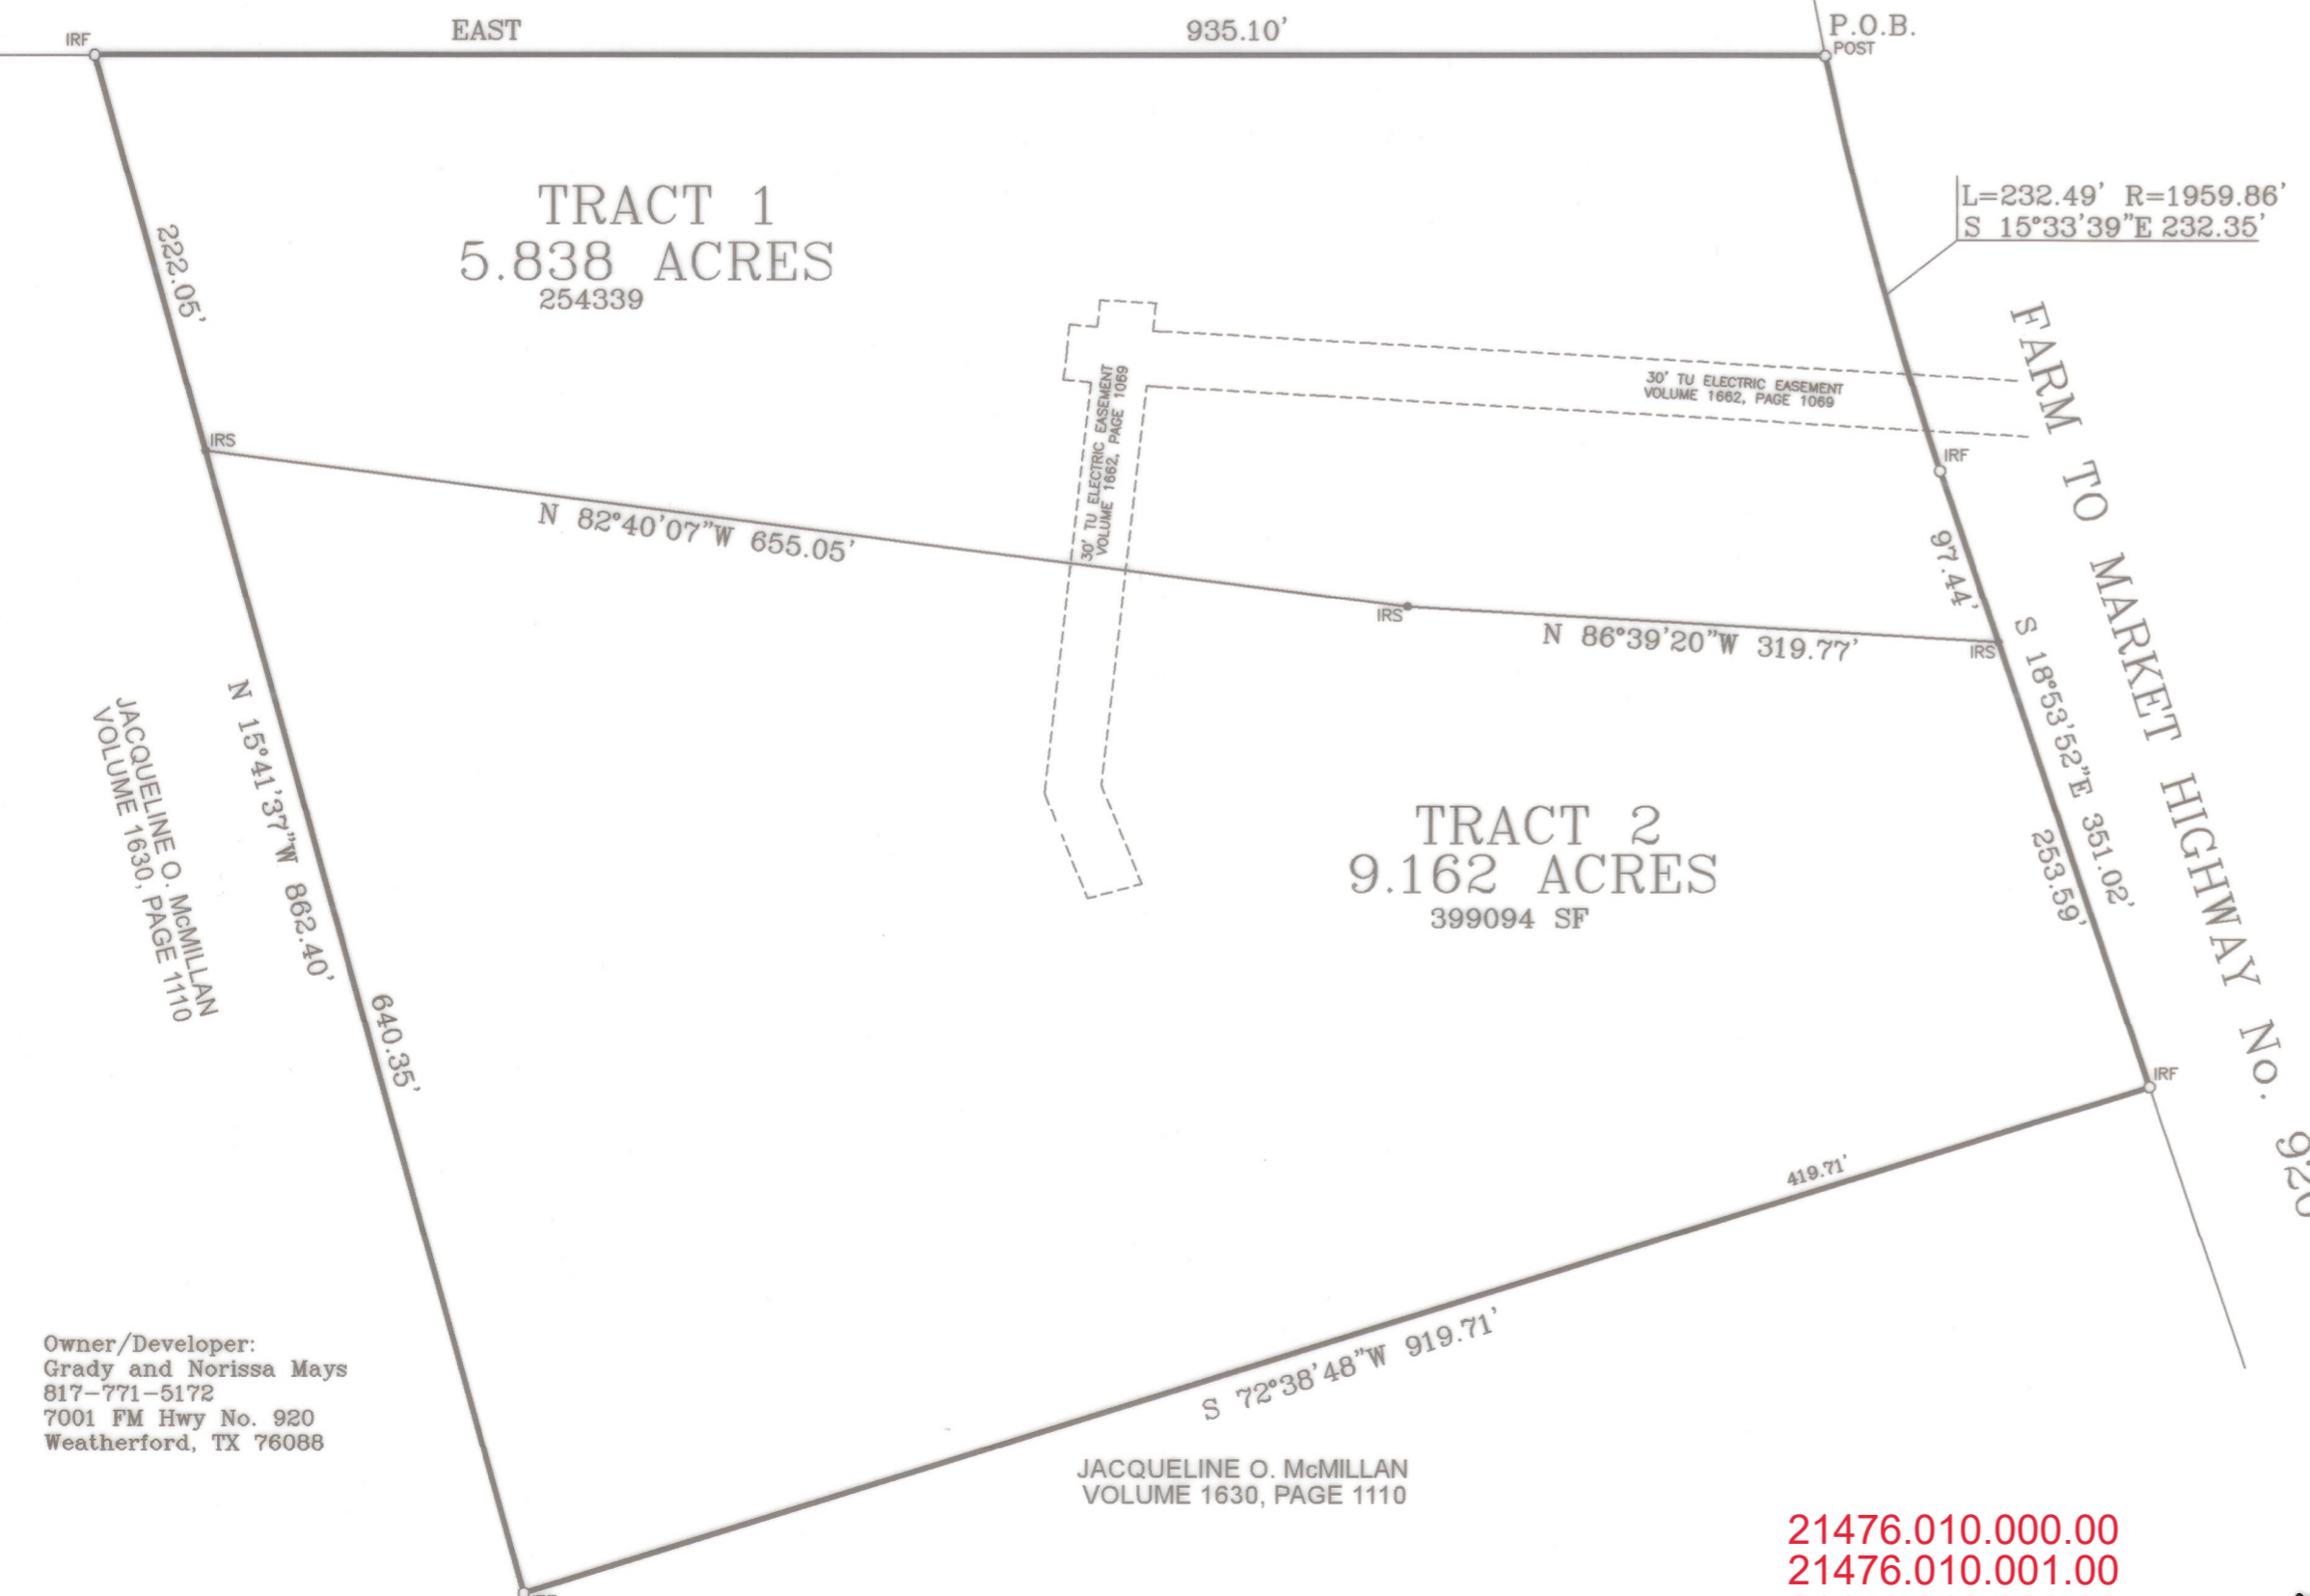 IRF
EAST
935.10'
P.O.B.
POST
L=232.49' R=1959.86'
S 15°33'39"E 232.35'
TRACT 1
5.838 ACRES
254339
222.05'
30' TU ELECTRIC EASEMENT
VOLUME 1662, PAGE 1069
30' TU ELECTRIC EASEMENT
VOLUME 1662, PAGE 1069
FARM TO MARKET HIGHWAY No. 920
IRS
IRF
N 82°40'07"W 655.05'
97.44'
IRS
N 86°39'20"W 319.77'
IRS
S 18°53'52"E 351.02'
253.59'
N 15°41'37"W 862.40'
JACQUELINE O. McMILLAN
VOLUME 1630, PAGE 1110
TRACT 2
9.162 ACRES
399094 SF
640.35'
IRF
419.71'
S 72°38'48"W 919.71'
Owner/Developer:
Grady and Norissa Mays
817-771-5172
7001 FM Hwy No. 920
Weatherford, TX 76088
JACQUELINE O. McMILLAN
VOLUME 1630, PAGE 1110
21476.010.000.00
21476.010.001.00